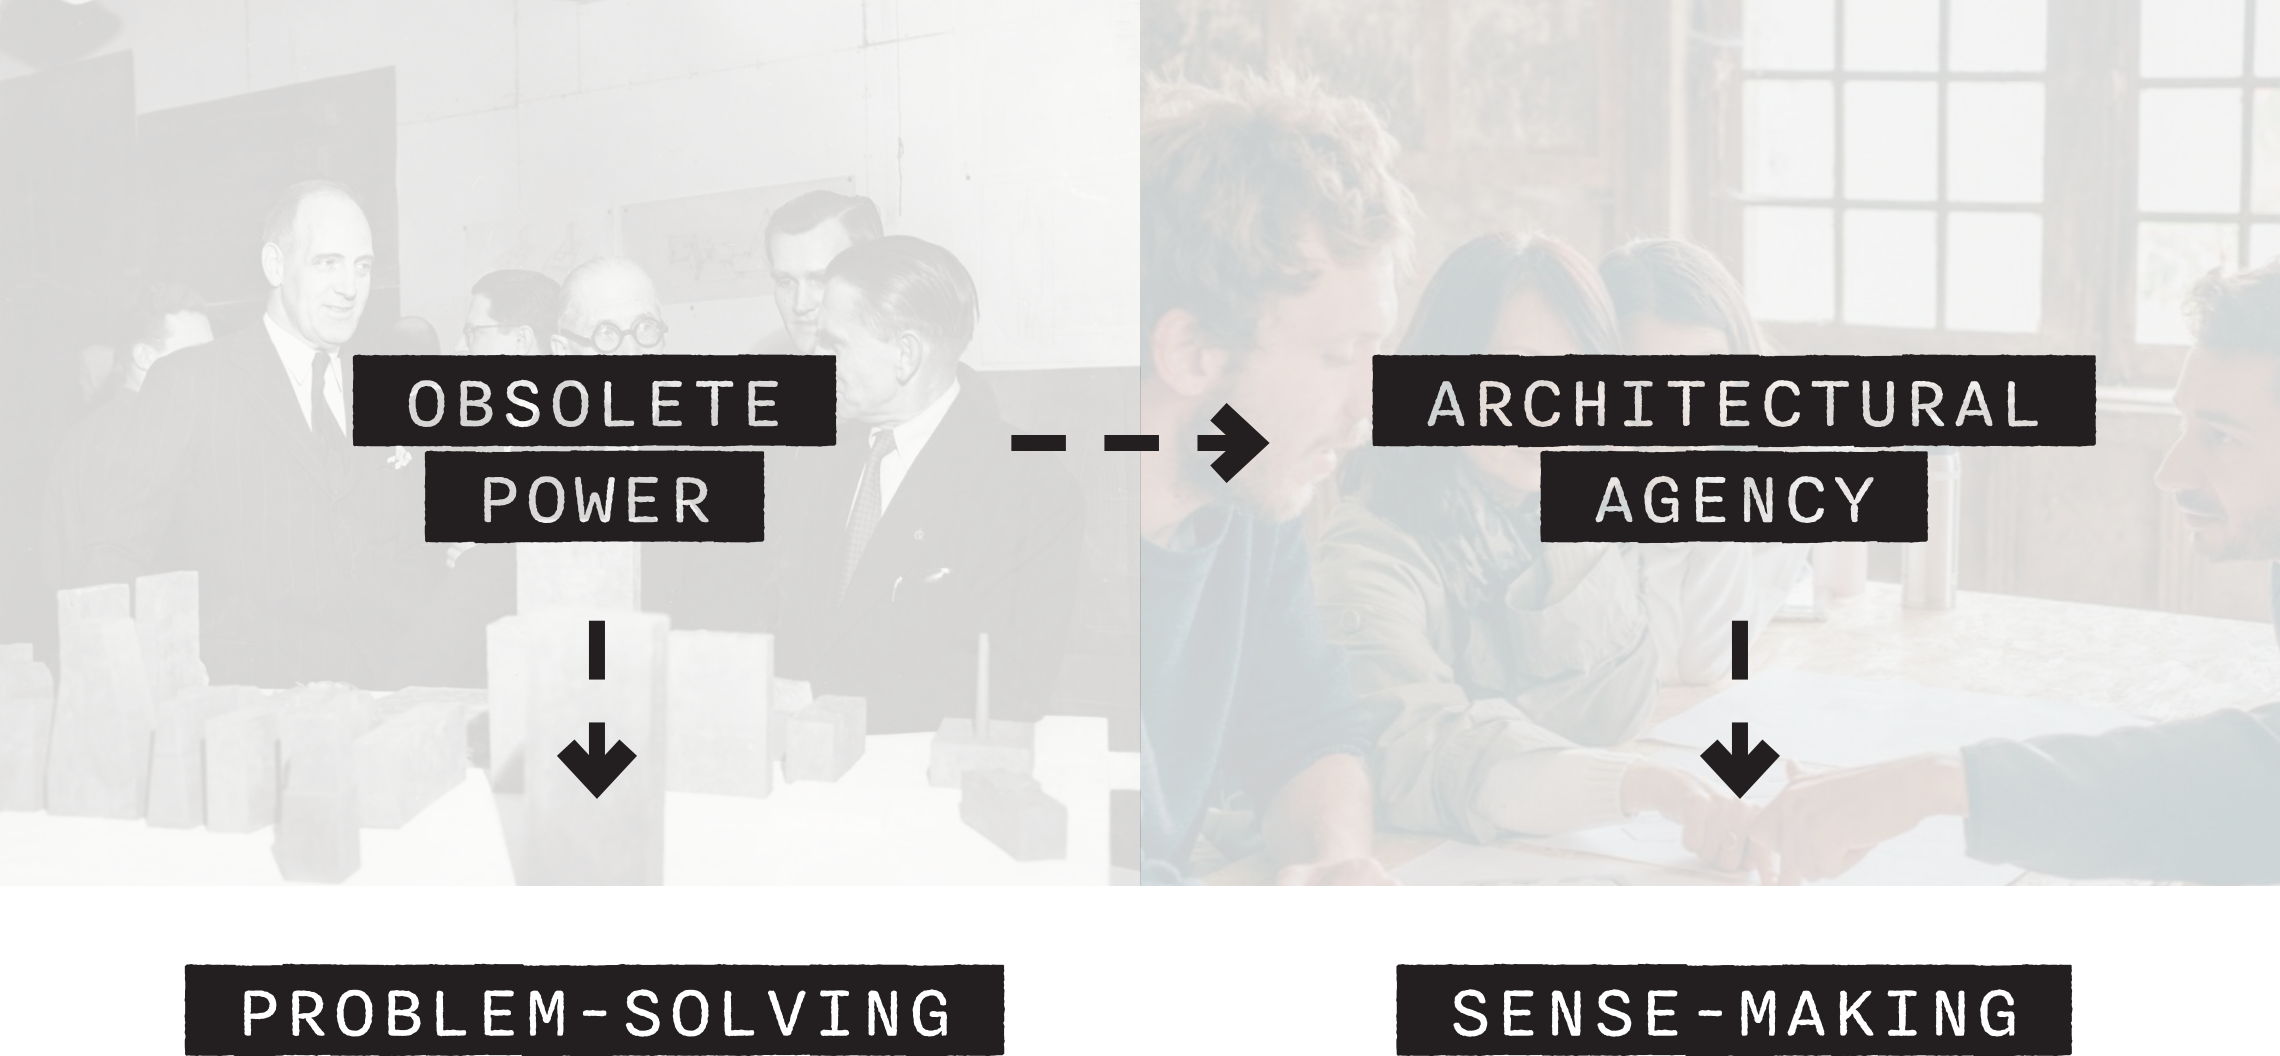 OBSOLETE
POWER
ARCHITECTURAL
AGENCY
PROBLEM-SOLVING
SENSE-MAKING